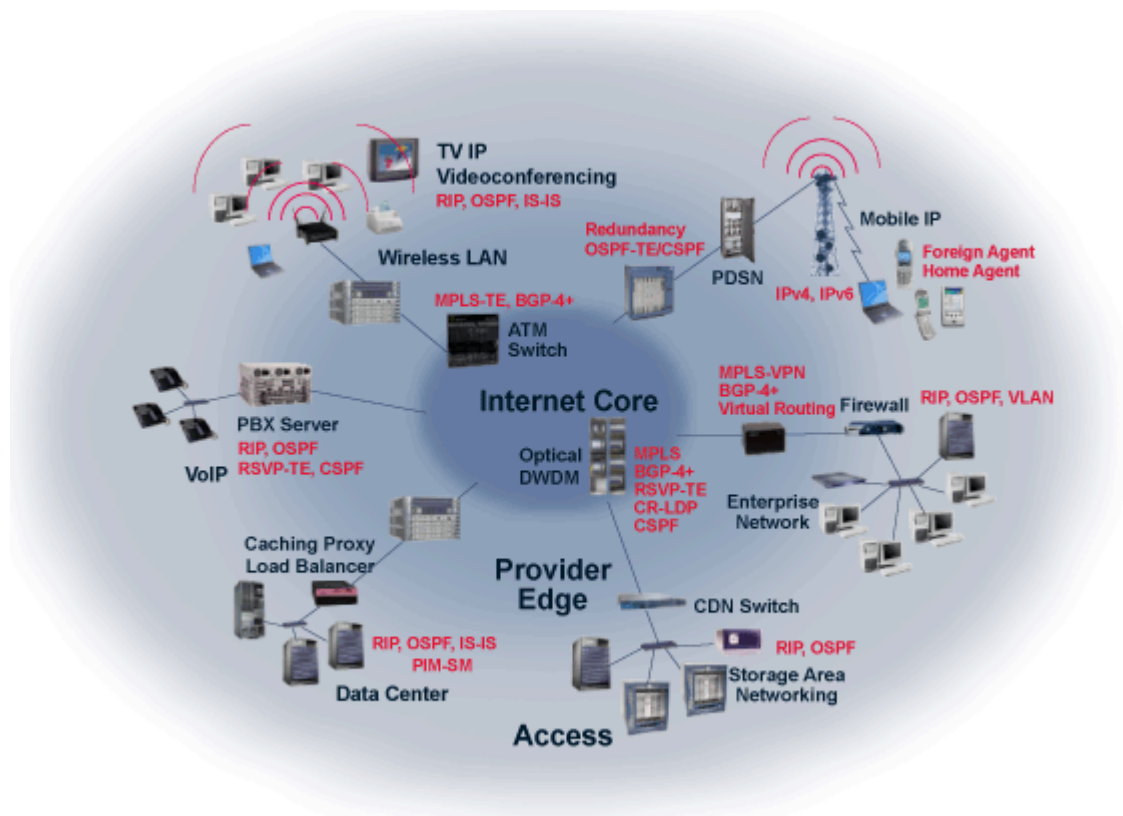 TV IP
Videoconferencing
RIP, OSPF, IS-IS
Wireless LAN
MPLS-TE, BGP-4+
ATM
Switch
Redundancy
OSPF-TE/CSPF
PDSN
Mobile IP
Foreign Agent
Home Agent
IPv4, IPv6
PBX Server
RIP, OSPF
RSVP-TE, CSPF
VoIP
Internet Core
Optical
DWDM
MPLS
BGP-4+
RSVP-TE
CR-LDP
CSPF
MPLS-VPN
BGP-4+
Virtual Routing
Firewall
RIP, OSPF, VLAN
Enterprise
Network
Caching Proxy
Load Balancer
RIP, OSPF, IS-IS
PIM-SM
Data Center
Provider
Edge
CDN Switch
RIP, OSPF
Storage Area
Networking
Access